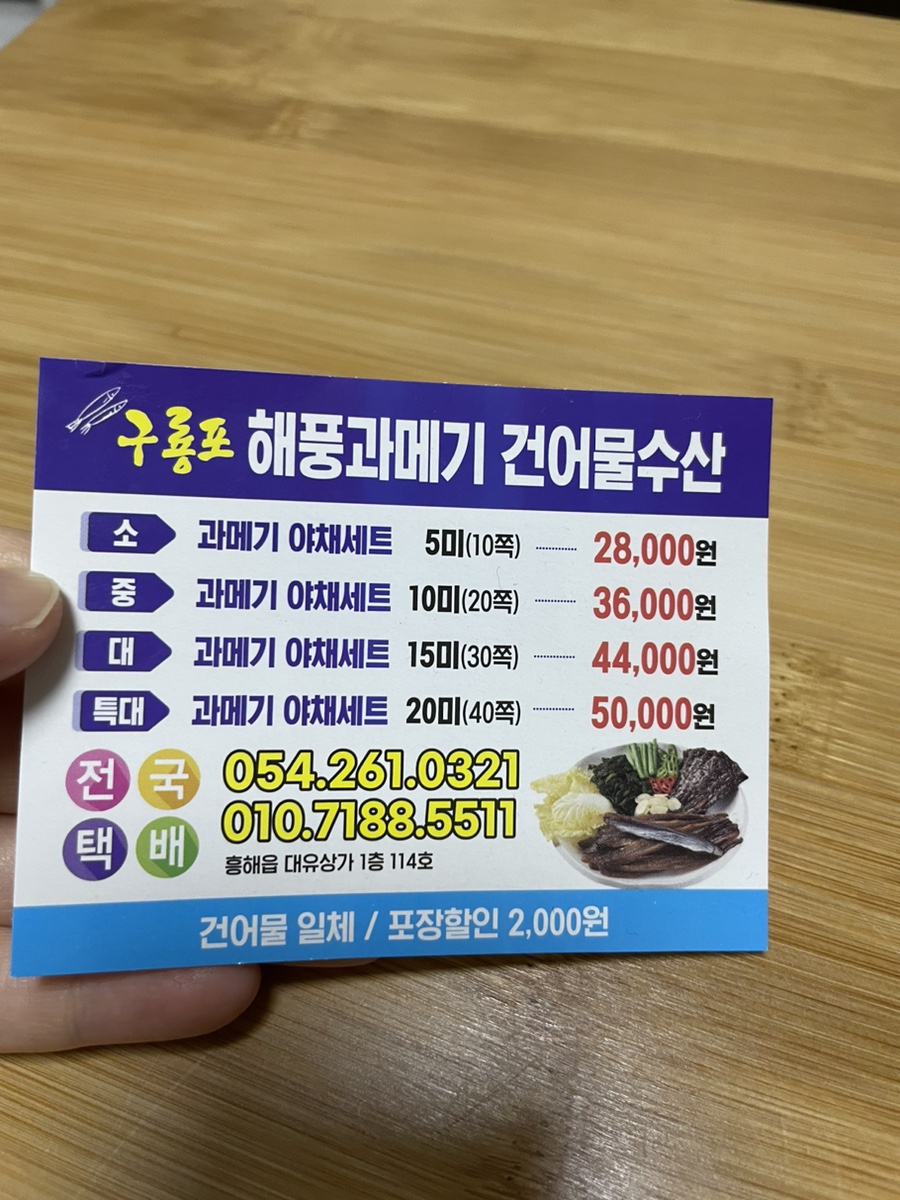 구룡포 해풍과메기 건어물수산
소 과메기 야채세트 5미(10쪽) 28,000원
중 과메기 야채세트 10미(20쪽) 36,000원
대 과메기 야채세트 15미(30쪽) 44,000원
특대 과메기 야채세트 20미(40쪽) 50,000원
전국
택배
054.261.0321
010.7188.5511
흥해읍 대유상가 1층 114호
건어물 일체 / 포장할인 2,000원